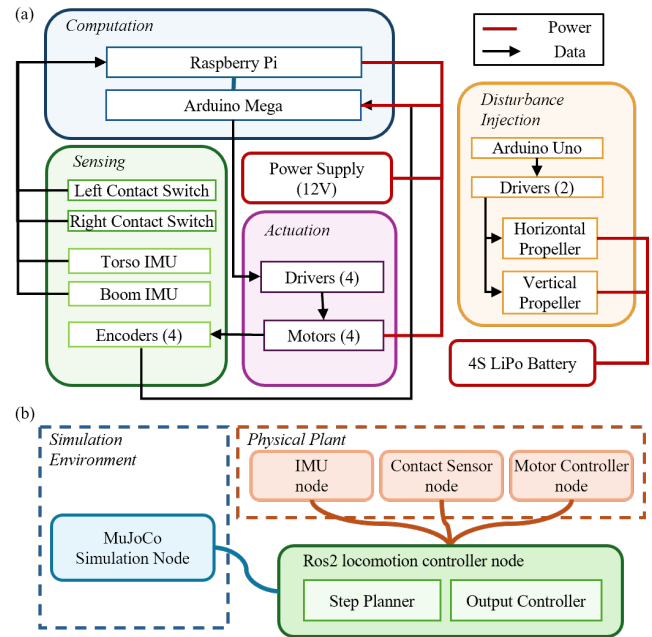 (a)
Computation
Raspberry Pi
Arduino Mega
Power
Data
Sensing
Left Contact Switch
Right Contact Switch
Torso IMU
Boom IMU
Encoders (4)
Power Supply
(12V)
Actuation
Drivers (4)
Motors (4)
Disturbance
Injection
Arduino Uno
Drivers (2)
Horizontal
Propeller
Vertical
Propeller
4S LiPo Battery
(b)
Simulation
Environment
MuJoCo
Simulation Node
Physical Plant
IMU
node
Contact Sensor
node
Motor Controller
node
Ros2 locomotion controller node
Step Planner
Output Controller